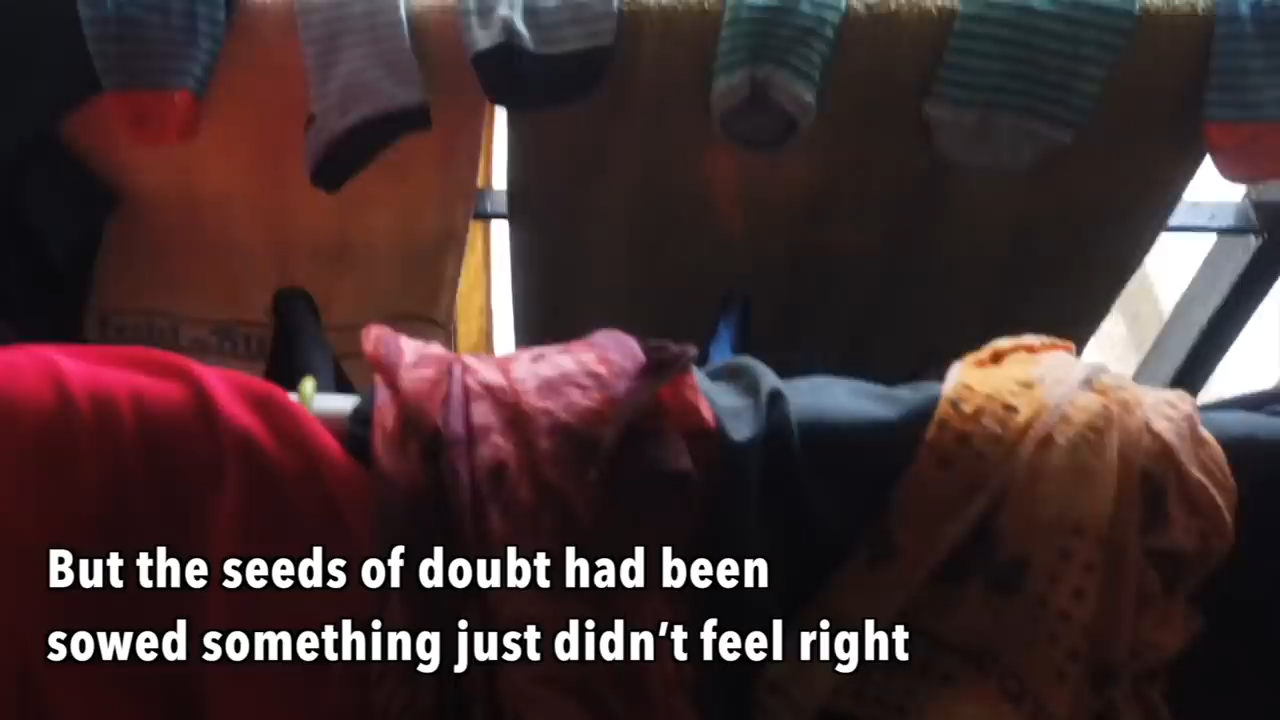 But the seeds of doubt had been
sowed something just didn't feel right